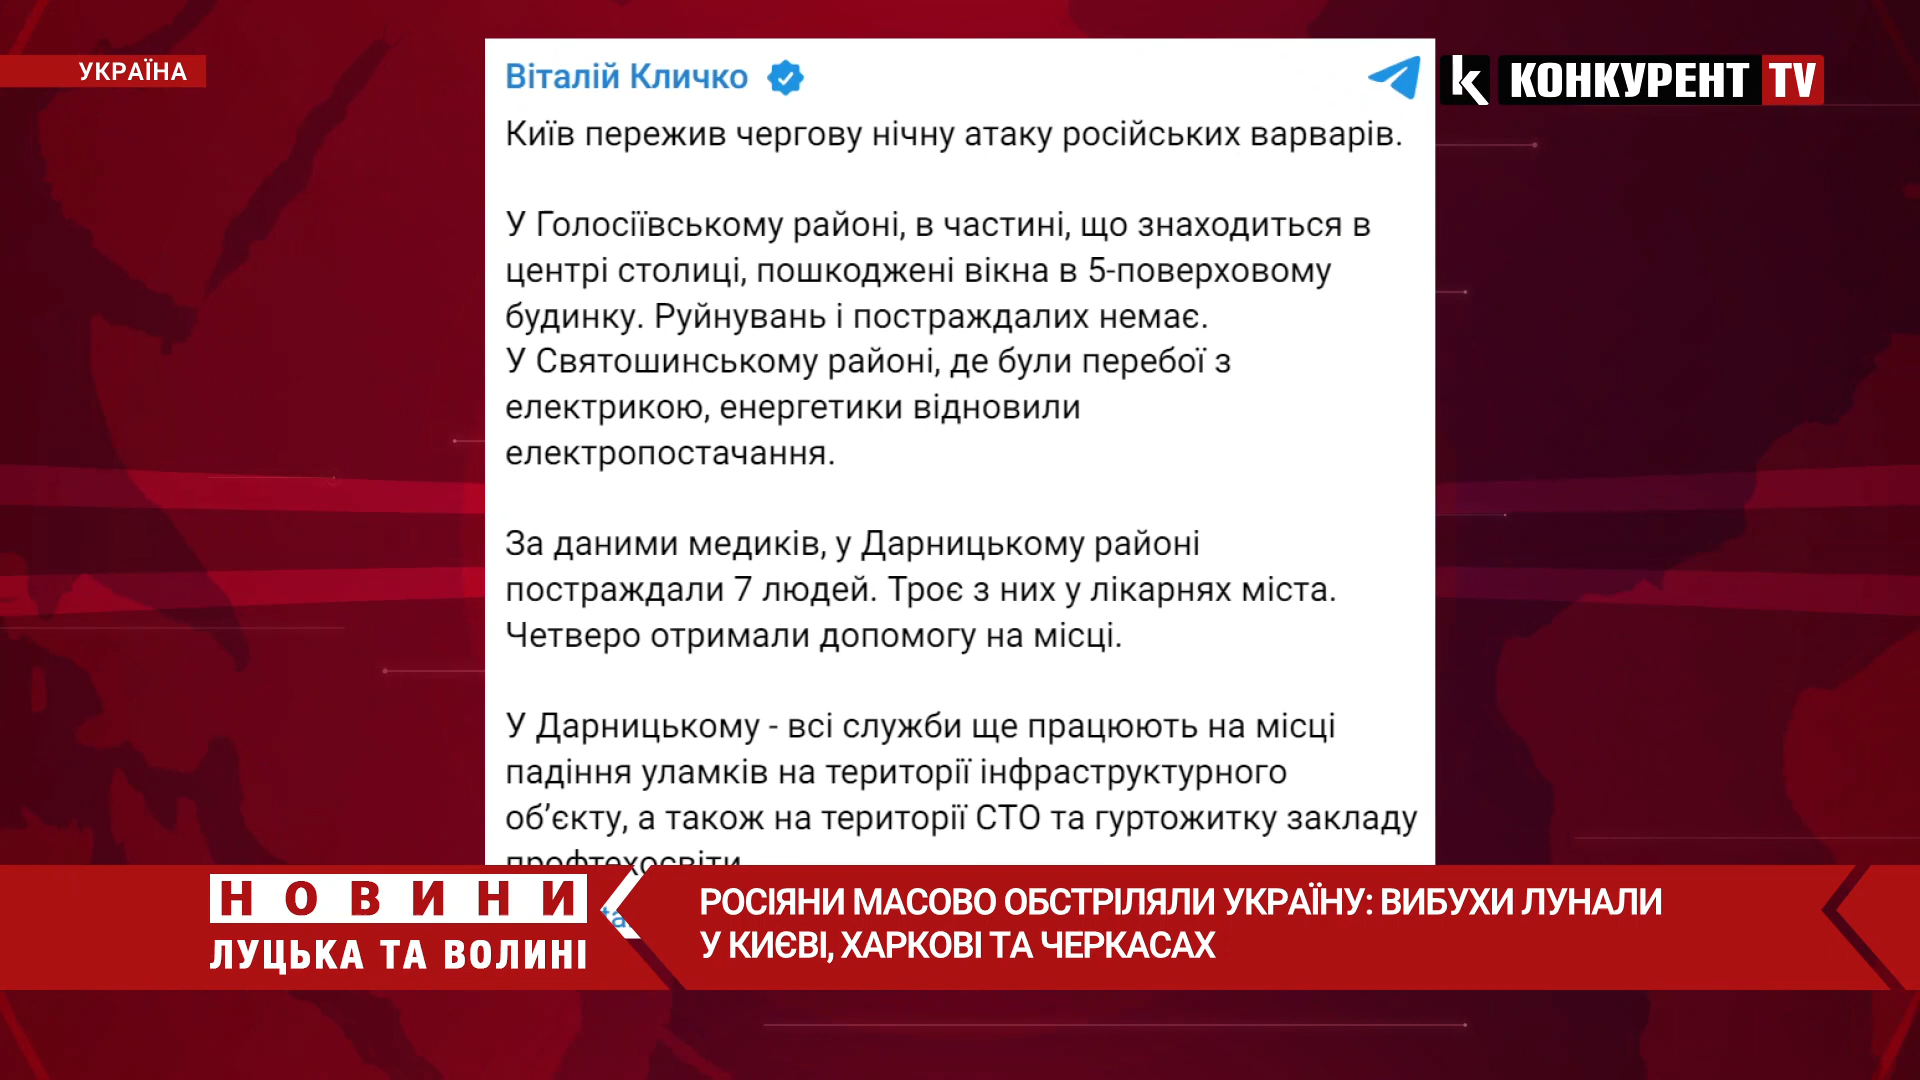 УКРАЇНА
Віталій Кличко
k КОНКУРЕНТ TV
Київ пережив чергову нічну атаку російських варварів.
У Голосіївському районі, в частині, що знаходиться в
центрі столиці, пошкоджені вікна в 5-поверховому
будинку. Руйнувань і постраждалих немає.
У Святошинському районі, де були перебої з
електрикою, енергетики відновили
електропостачання.
За даними медиків, у Дарницькому районі
постраждали 7 людей. Троє з них у лікарнях міста.
Четверо отримали допомогу на місці.
У Дарницькому - всі служби ще працюють на місці
падіння уламків на території інфраструктурного
об’єкту, а також на території СТО та гуртожитку закладу
профтехосвіти.
НОВИНИ
ЛУЦЬКА ТА ВОЛИНІ
РОСІЯНИ МАСОВО ОБСТРІЛЯЛИ УКРАЇНУ: ВИБУХИ ЛУНАЛИ
У КИЄВІ, ХАРКОВІ ТА ЧЕРКАСАХ